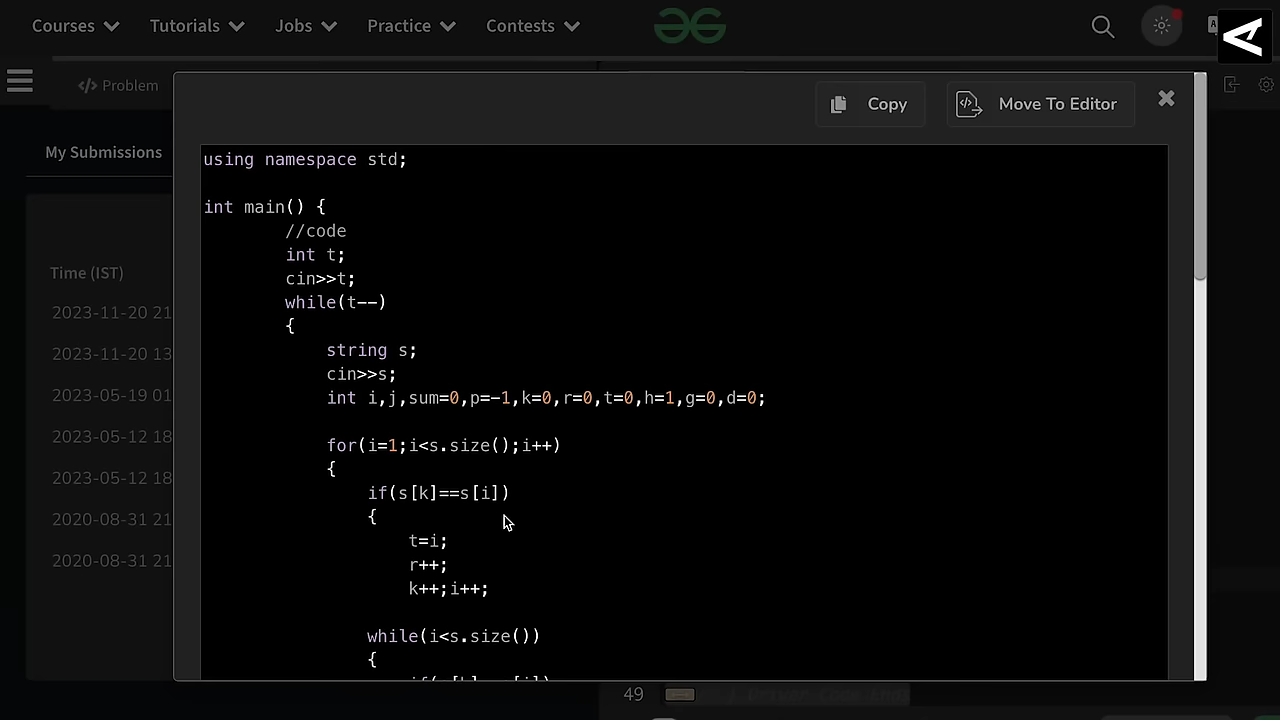 Courses Tutorials Jobs Practice Contests
Problem
Copy Move To Editor
My Submissions
using namespace std;
int main() {
//code
int t;
cin>>t;
while(t--)
{
string s;
cin>>s;
int i,j,sum=0,p=-1,k=0,r=0,t=0,h=1,g=0,d=0;
for(i=1;i<s.size();i++)
{
if(s[k]==s[i])
{
t=i;
r++;
k++;i++;
while(i<s.size())
{
Time (IST)
2023-11-20 21
2023-11-20 13
2023-05-19 01
2023-05-12 18
2023-05-12 18
2020-08-31 21
2020-08-31 21
49